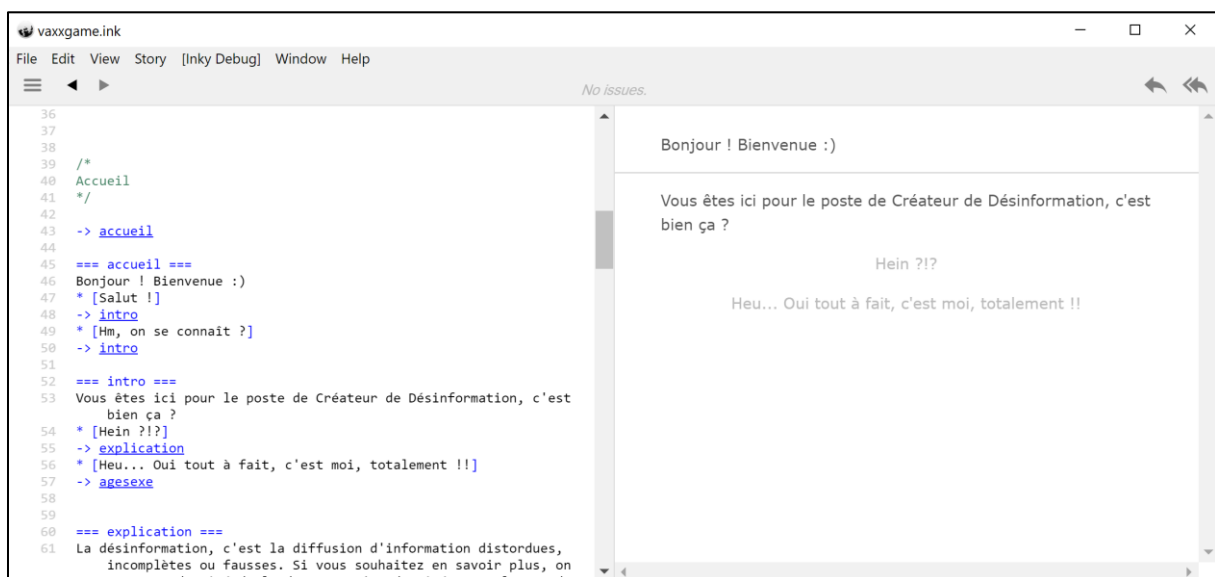 vaxxgame.ink
File Edit View Story [Inky Debug] Window Help
No issues.
36
37
38
39 /*
40 Accueil
41 */
42
43 -> accueil
44
45 === accueil ===
46 Bonjour ! Bienvenue :)
47 * [Salut !]
48 -> intro
49 * [Hm, on se connaît ?]
50 -> intro
51
52 === intro ===
53 Vous êtes ici pour le poste de Créateur de Désinformation, c'est
bien ça ?
54 * [Hein ?!?]
55 -> explication
56 * [Heu... Oui tout à fait, c'est moi, totalement !!]
57 -> agesexe
58
59
60 === explication ===
61 La désinformation, c'est la diffusion d'information distordues,
incomplètes ou fausses. Si vous souhaitez en savoir plus, on
Bonjour ! Bienvenue :)
Vous êtes ici pour le poste de Créateur de Désinformation, c'est
bien ça ?
Hein ?!?
Heu... Oui tout à fait, c'est moi, totalement !!